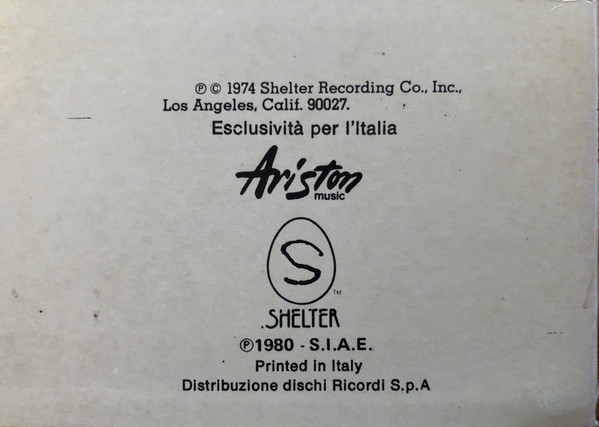 ℗ © 1974 Shelter Recording Co., Inc.,
Los Angeles, Calif. 90027.
Esclusività per l'Italia
Ariston
music
S
™
SHELTER
℗1980 - S.I.A.E.
Printed in Italy
Distribuzione dischi Ricordi S.p.A